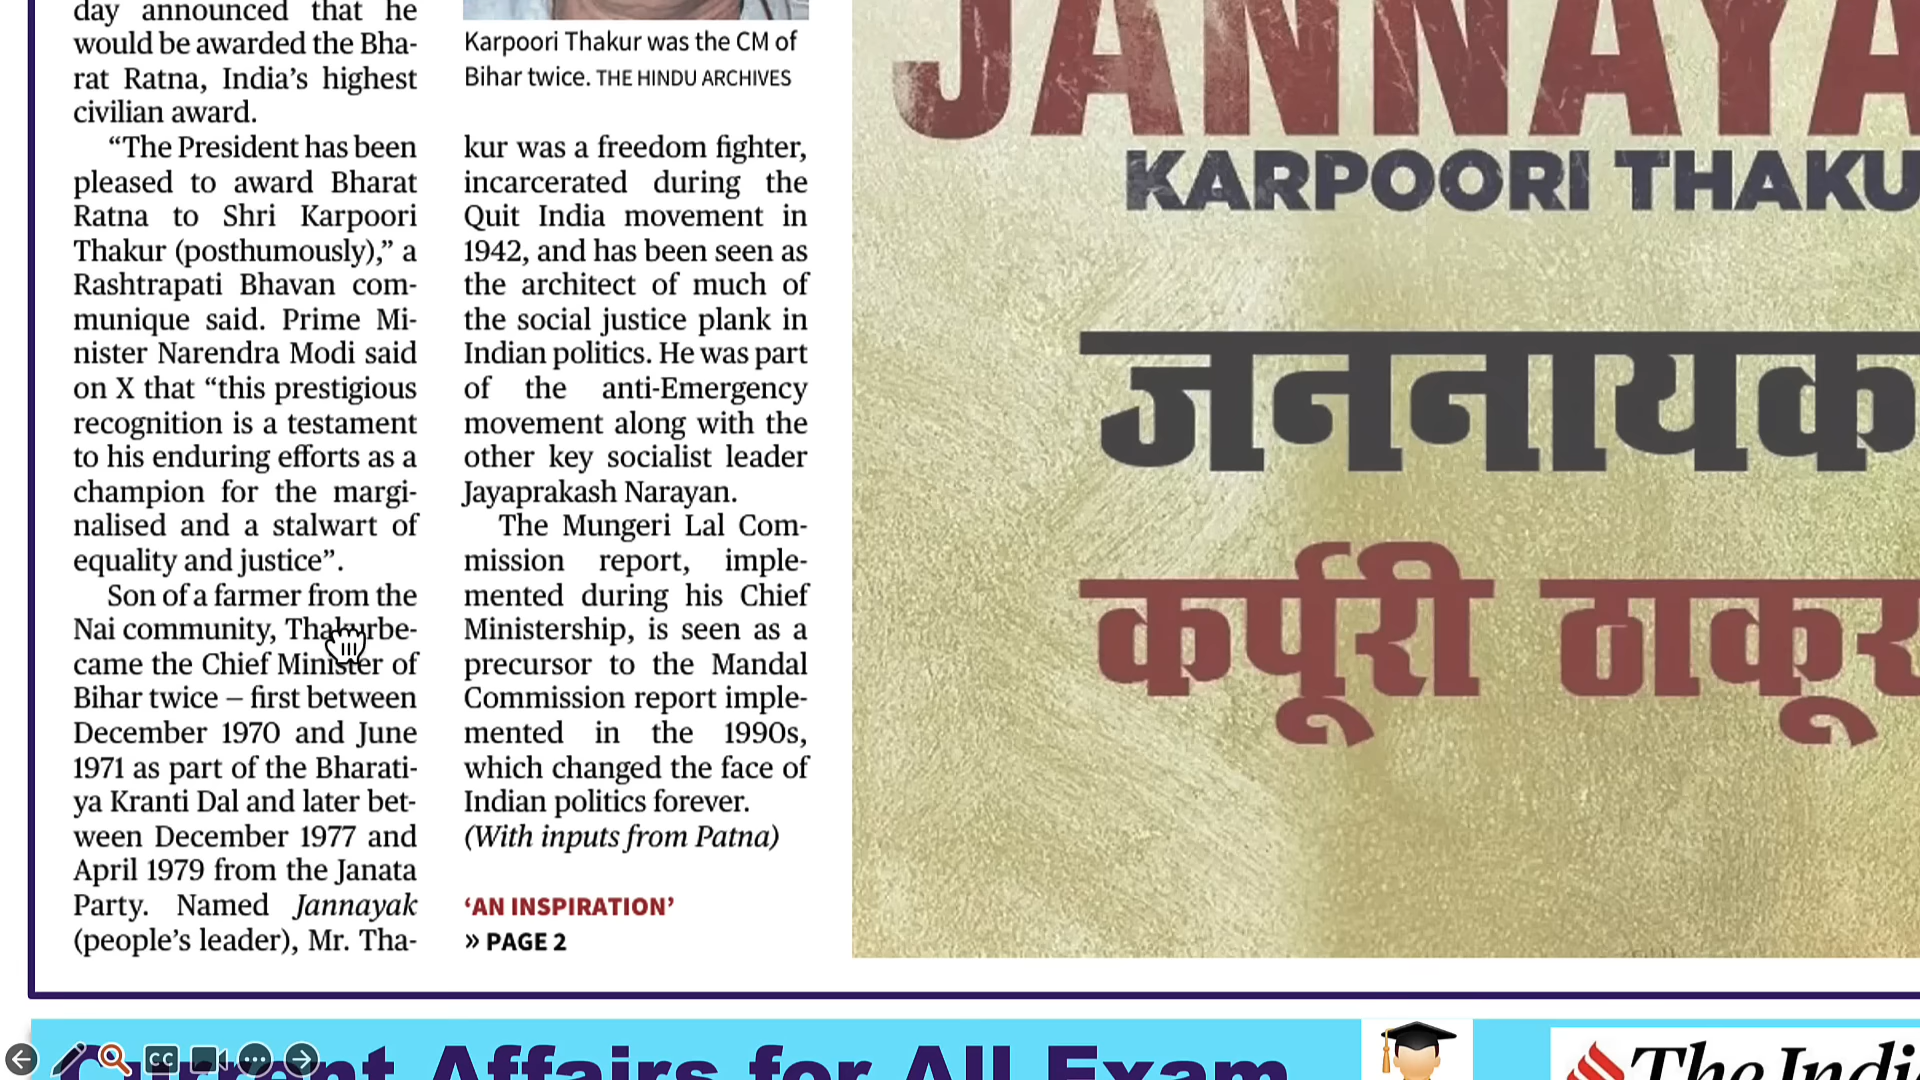 day announced that he
would be awarded the Bha-
rat Ratna, India’s highest
civilian award.
“The President has been
pleased to award Bharat
Ratna to Shri Karpoori
Thakur (posthumously),” a
Rashtrapati Bhavan com-
munique said. Prime Mi-
nister Narendra Modi said
on X that “this prestigious
recognition is a testament
to his enduring efforts as a
champion for the margi-
nalised and a stalwart of
equality and justice”.
Son of a farmer from the
Nai community, Thakurbe-
came the Chief Minister of
Bihar twice – first between
December 1970 and June
1971 as part of the Bharati-
ya Kranti Dal and later bet-
ween December 1977 and
April 1979 from the Janata
Party. Named Jannayak
(people’s leader), Mr. Tha-
Karpoori Thakur was the CM of
Bihar twice. THE HINDU ARCHIVES
kur was a freedom fighter,
incarcerated during the
Quit India movement in
1942, and has been seen as
the architect of much of
the social justice plank in
Indian politics. He was part
of the anti-Emergency
movement along with the
other key socialist leader
Jayaprakash Narayan.
The Mungeri Lal Com-
mission report, imple-
mented during his Chief
Ministership, is seen as a
precursor to the Mandal
Commission report imple-
mented in the 1990s,
which changed the face of
Indian politics forever.
(With inputs from Patna)
‘AN INSPIRATION’
» PAGE 2
JANNAYA
KARPOORI THAKU
जननायक
कर्पूरी ठाकूर
CC
Current Affairs for All Exam
The Indi